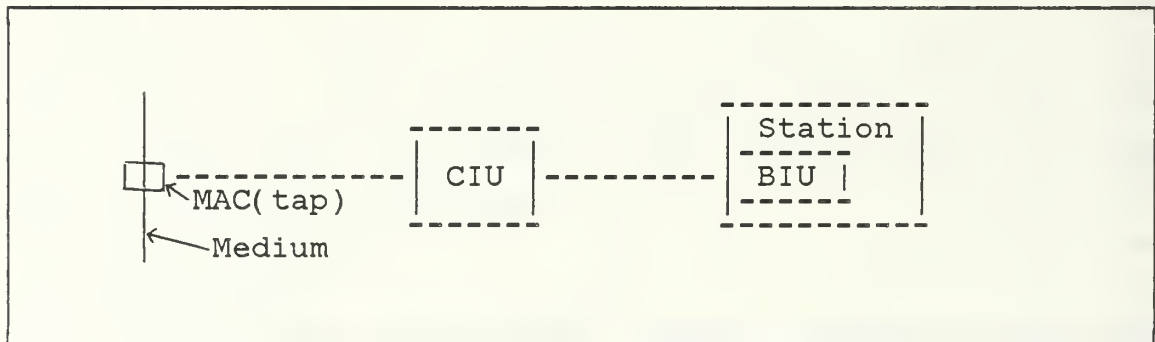 Station
CIU
BIU
MAC(tap)
Medium